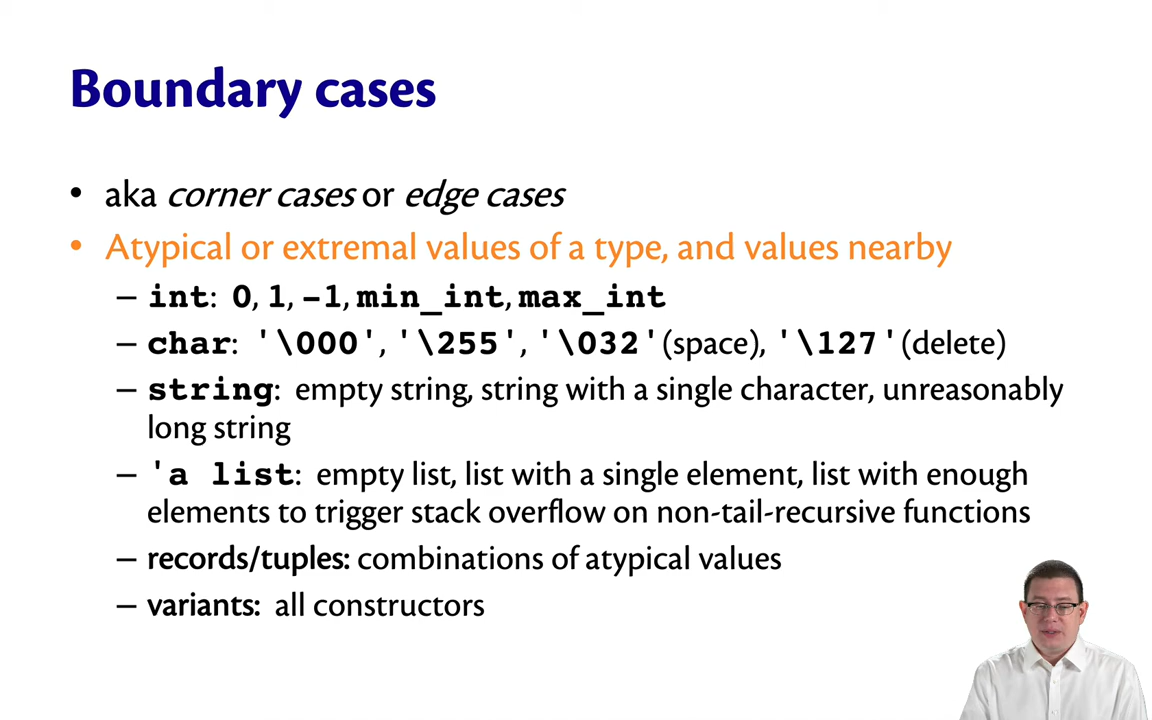 Boundary cases
• aka corner cases or edge cases
• Atypical or extremal values of a type, and values nearby
– int: 0, 1, -1, min_int, max_int
– char: '\000', '\255', '\032'(space), '\127'(delete)
– string: empty string, string with a single character, unreasonably
long string
– 'a list: empty list, list with a single element, list with enough
elements to trigger stack overflow on non-tail-recursive functions
– records/tuples: combinations of atypical values
– variants: all constructors